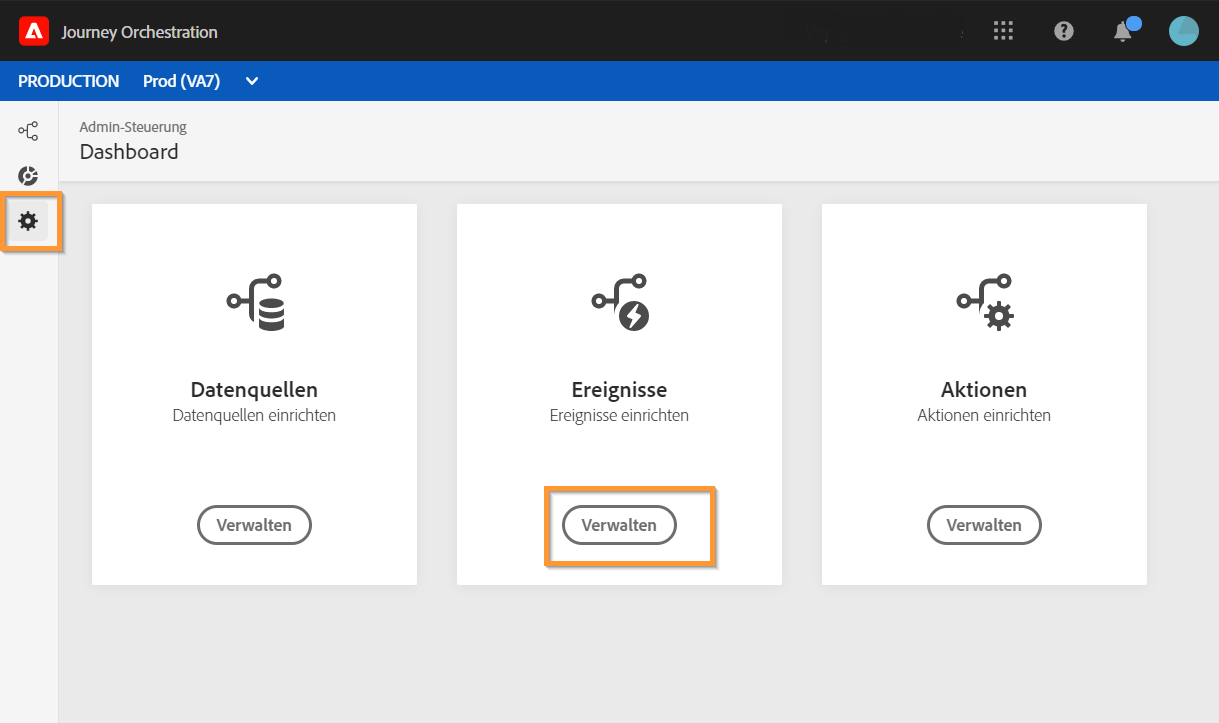 Journey Orchestration
PRODUCTION Prod (VA7)
Admin-Steuerung
Dashboard
Datenquellen
Datenquellen einrichten
Verwalten
Ereignisse
Ereignisse einrichten
Verwalten
Aktionen
Aktionen einrichten
Verwalten